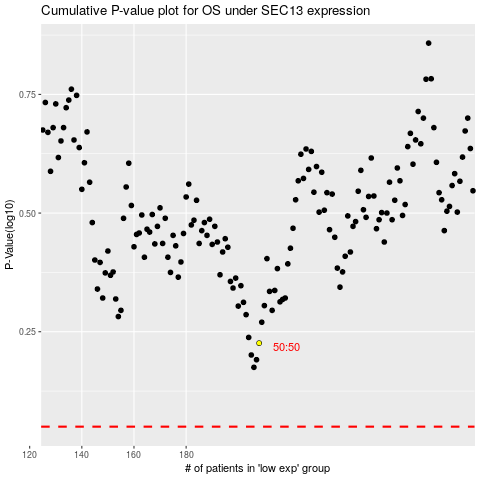 Cumulative P-value plot for OS under SEC13 expression
P-Value(log10)
0.75
0.50
0.25
50:50
120 140 160 180
# of patients in 'low exp' group